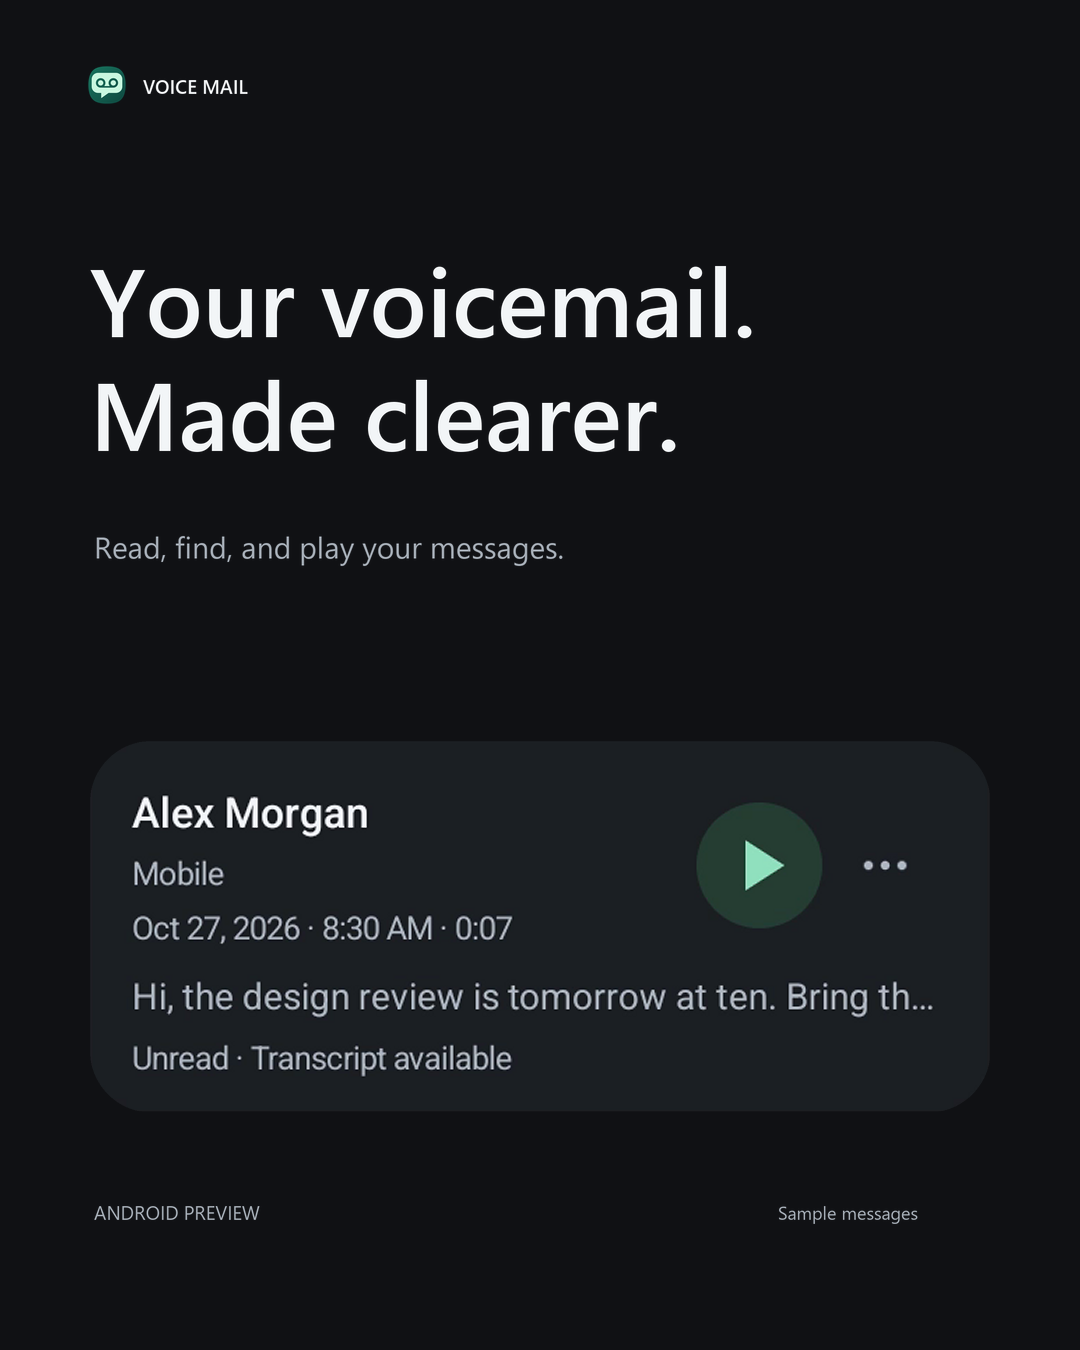 VOICE MAIL
Your voicemail.
Made clearer.
Read, find, and play your messages.
Alex Morgan
Mobile
Oct 27, 2026 · 8:30 AM · 0:07
Hi, the design review is tomorrow at ten. Bring th...
Unread · Transcript available
ANDROID PREVIEW
Sample messages